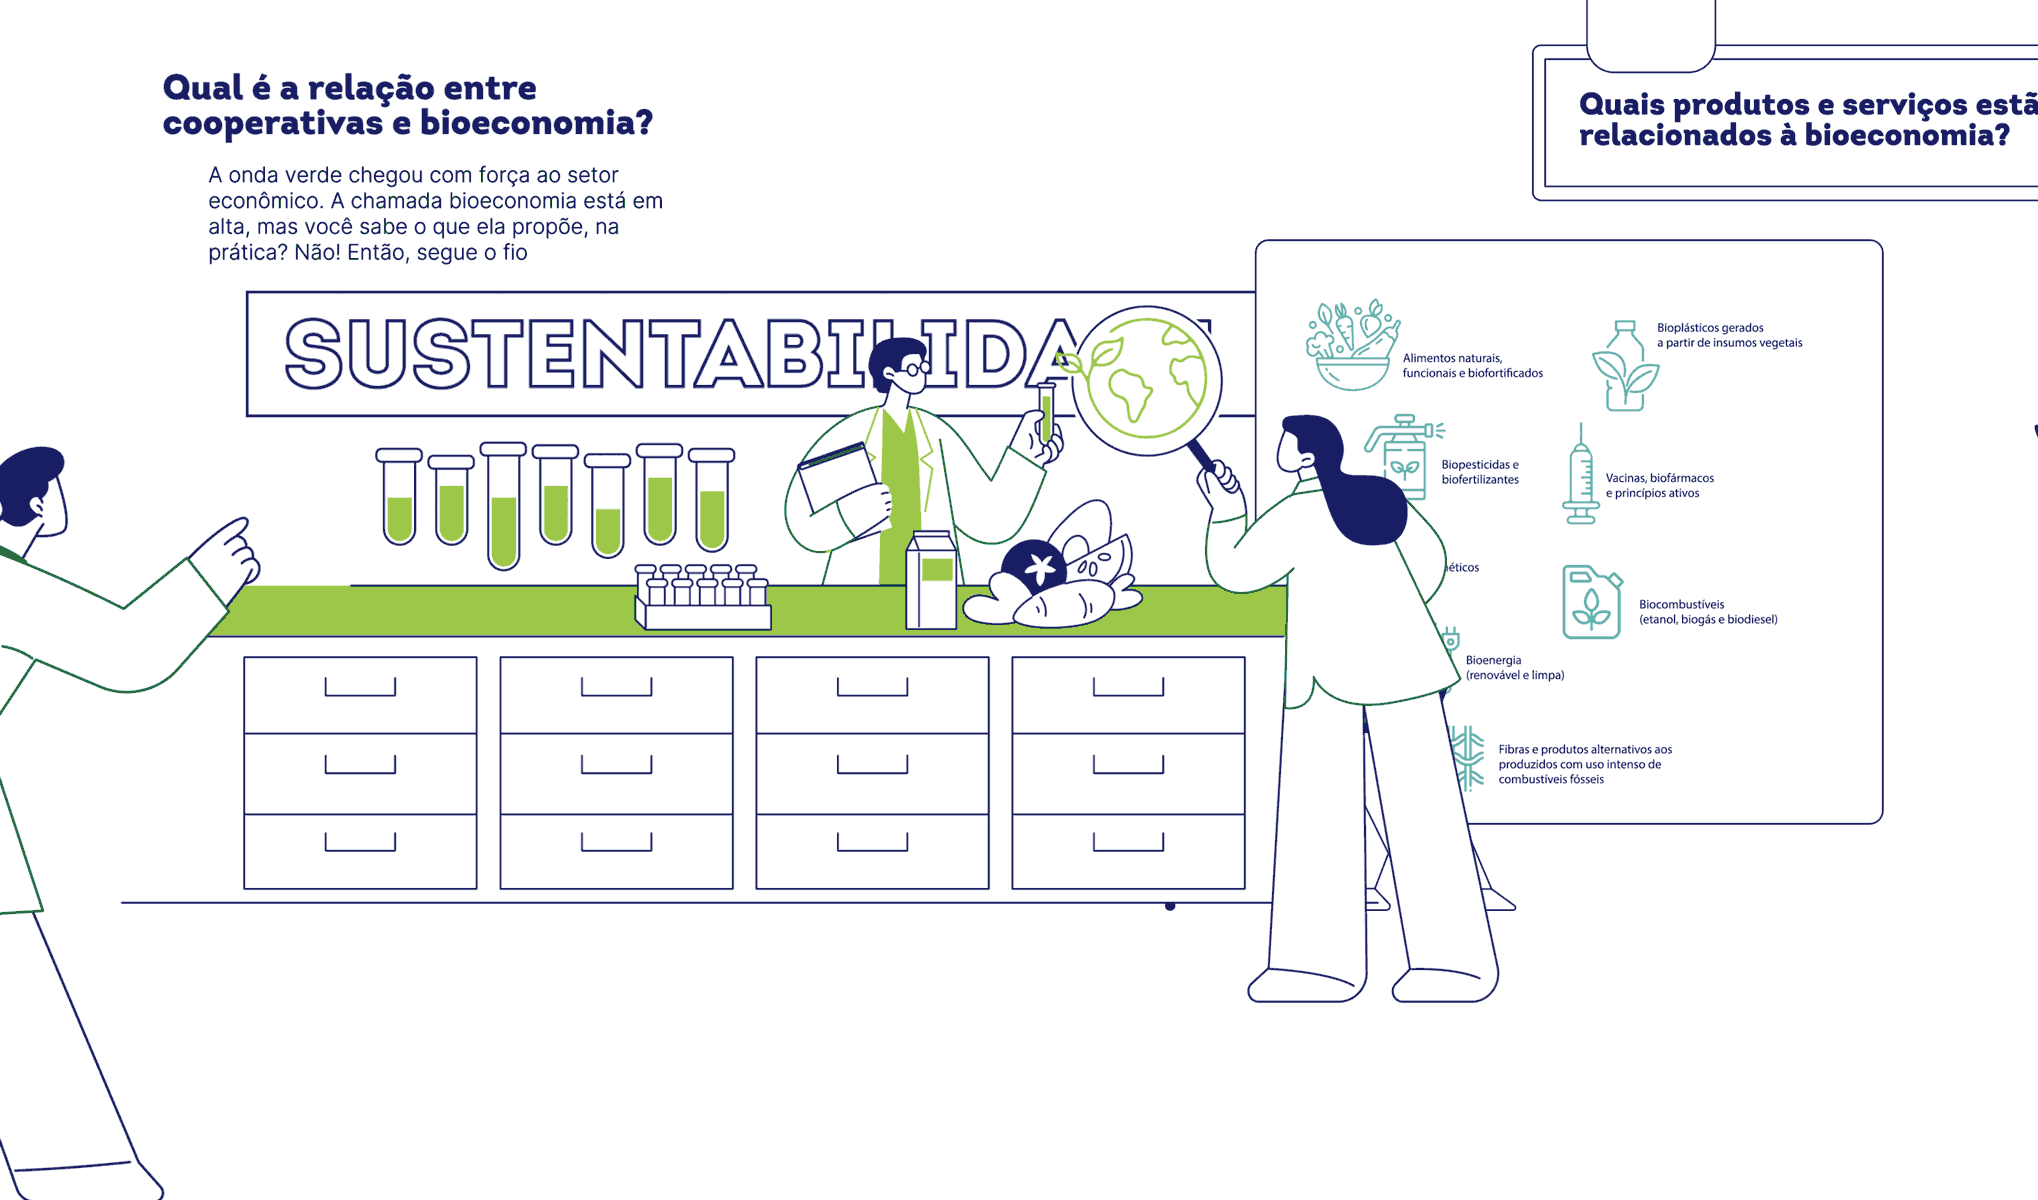 Qual é a relação entre
cooperativas e bioeconomia?
A onda verde chegou com força ao setor
econômico. A chamada bioeconomia está em
alta, mas você sabe o que ela propõe, na
prática? Não! Então, segue o fio
SUSTENTABILIDA
Quais produtos e serviços estã
relacionados à bioeconomia?
Alimentos naturais,
funcionais e biofortificados
Bioplásticos gerados
a partir de insumos vegetais
Biopesticidas e
biofertilizantes
Vacinas, biofármacos
e princípios ativos
éticos
Biocombustíveis
(etanol, biogás e biodiesel)
Bioenergia
(renovável e limpa)
Fibras e produtos alternativos aos
produzidos com uso intenso de
combustíveis fósseis